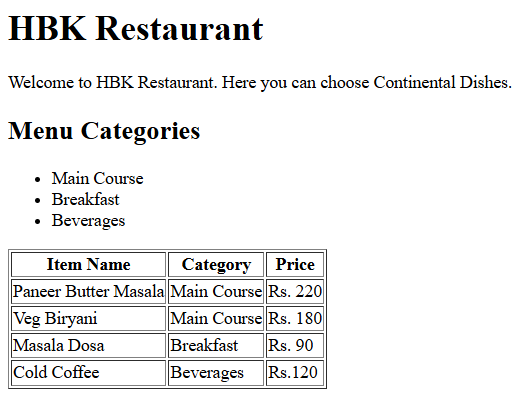 HBK Restaurant
Welcome to HBK Restaurant. Here you can choose Continental Dishes.
Menu Categories
Main Course
Breakfast
Beverages
Item Name Category Price
Paneer Butter Masala Main Course Rs. 220
Veg Biryani Main Course Rs. 180
Masala Dosa Breakfast Rs. 90
Cold Coffee Beverages Rs.120